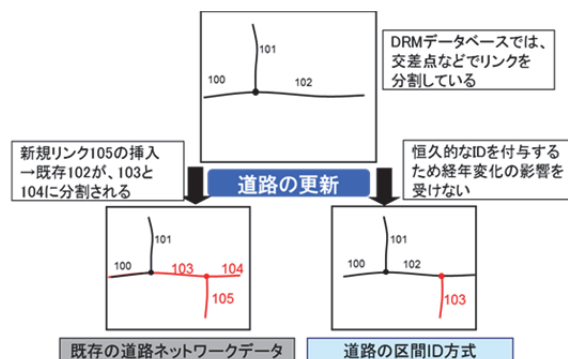 101
100
102
DRMデータベースでは、
交差点などでリンクを
分割している
新規リンク105の挿入
→既存102が、103と
104に分割される
道路の更新
恒久的なIDを付与する
ため経年変化の影響を
受けない
101
100
103
104
105
101
100
102
103
既存の道路ネットワークデータ
道路の区間ID方式